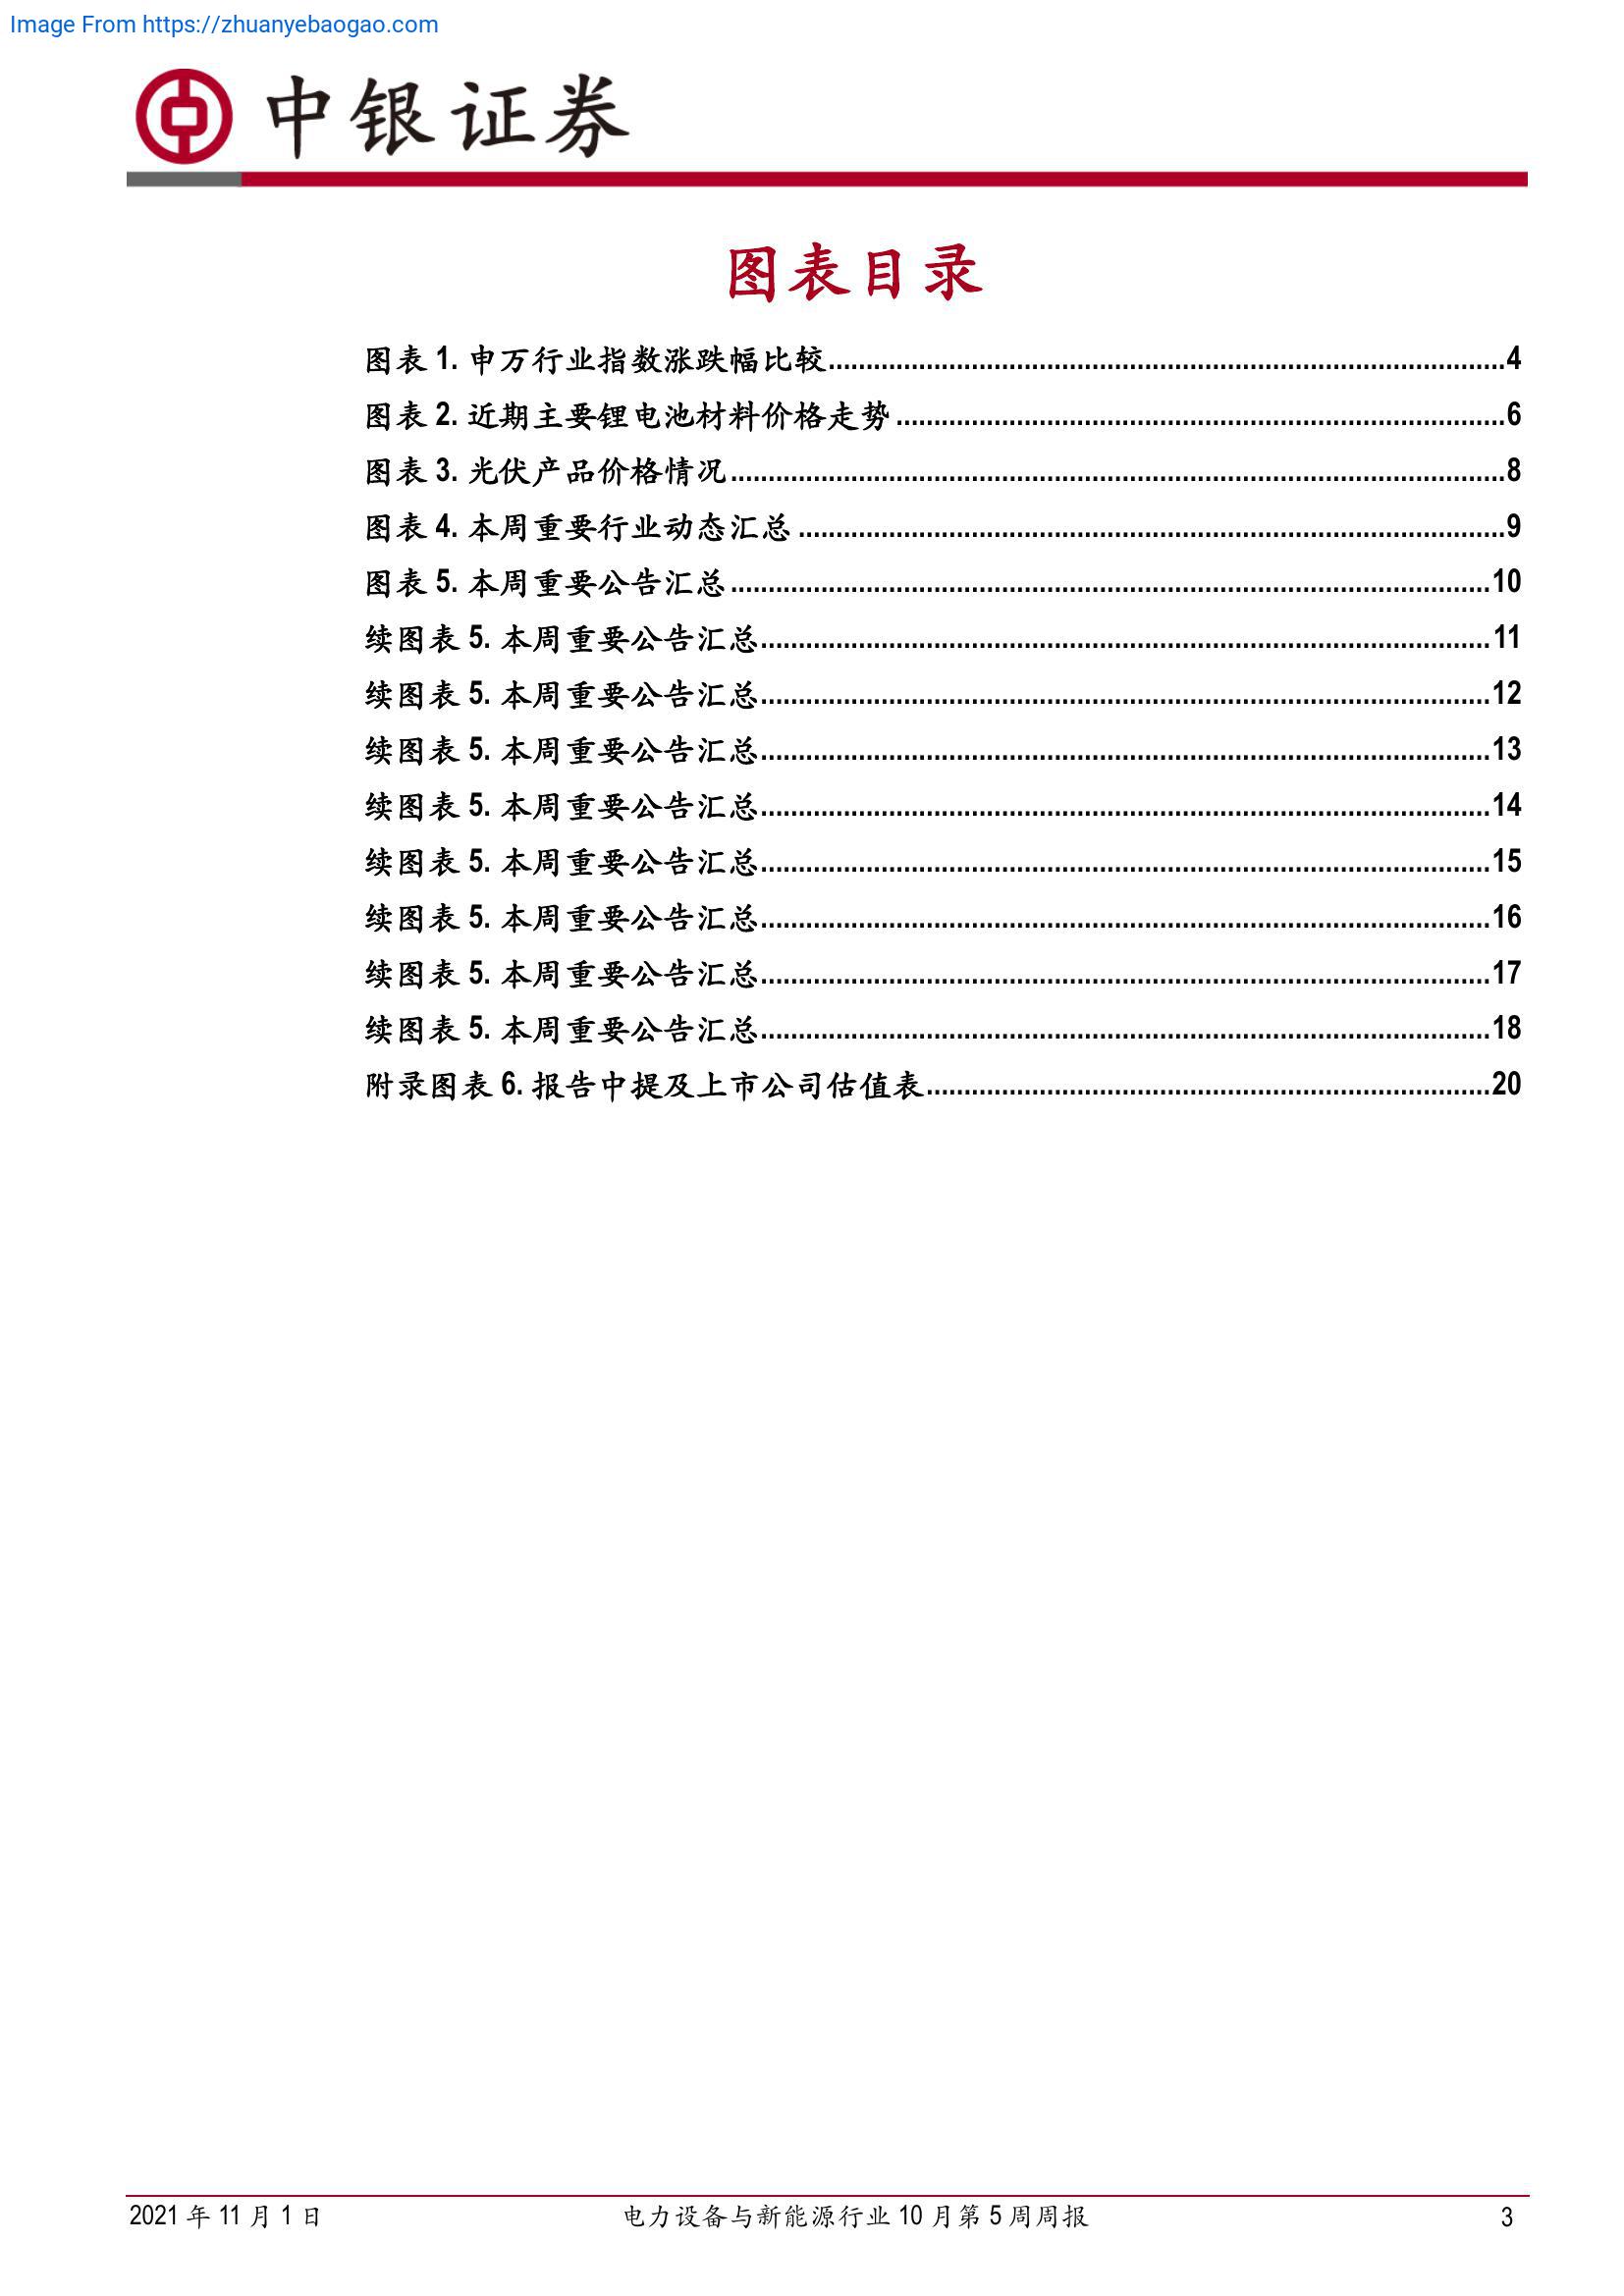 Image From https://zhuanyebaogao.com
中银证券
图表目录
图表 1. 申万行业指数涨跌幅比较..........4
图表 2. 近期主要锂电池材料价格走势..........6
图表 3. 光伏产品价格情况..........8
图表 4. 本周重要行业动态汇总..........9
图表 5. 本周重要公告汇总..........10
续图表 5. 本周重要公告汇总..........11
续图表 5. 本周重要公告汇总..........12
续图表 5. 本周重要公告汇总..........13
续图表 5. 本周重要公告汇总..........14
续图表 5. 本周重要公告汇总..........15
续图表 5. 本周重要公告汇总..........16
续图表 5. 本周重要公告汇总..........17
续图表 5. 本周重要公告汇总..........18
附录图表 6. 报告中提及上市公司估值表..........20
2021 年 11 月 1 日 电力设备与新能源行业 10 月第 5 周周报 3